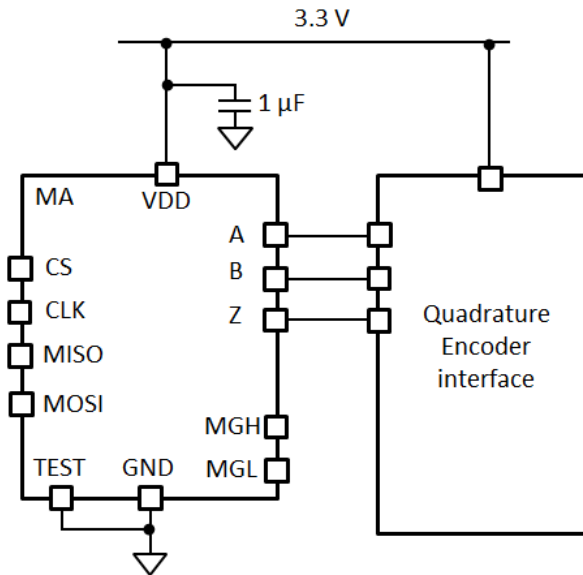 3.3 V
1 µF
MA
VDD
A
B
Z
CS
CLK
MISO
MOSI
MGH
MGL
TEST
GND
Quadrature
Encoder
interface